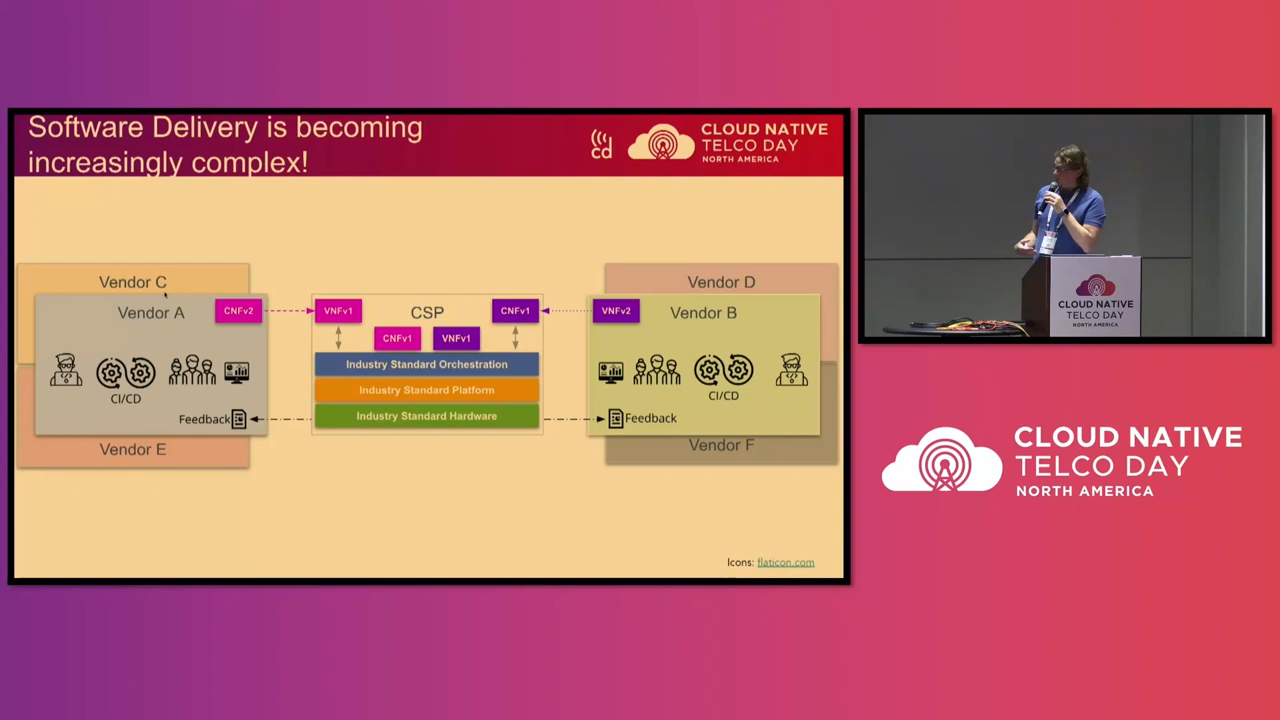 Software Delivery is becoming
increasingly complex!
cd
CLOUD NATIVE
TELCO DAY
NORTH AMERICA
Vendor C
Vendor A
CNFv2
CI/CD
Feedback
Vendor E
CSP
VNFv1
CNFv1
CNFv1
VNFv1
Industry Standard Orchestration
Industry Standard Platform
Industry Standard Hardware
Vendor D
VNFv2
Vendor B
CI/CD
Feedback
Vendor F
Icons: flaticon.com
CLOUD NATIVE
TELCO DAY
NORTH AMERICA
CLOUD NATIVE
TELCO DAY
NORTH AMERICA